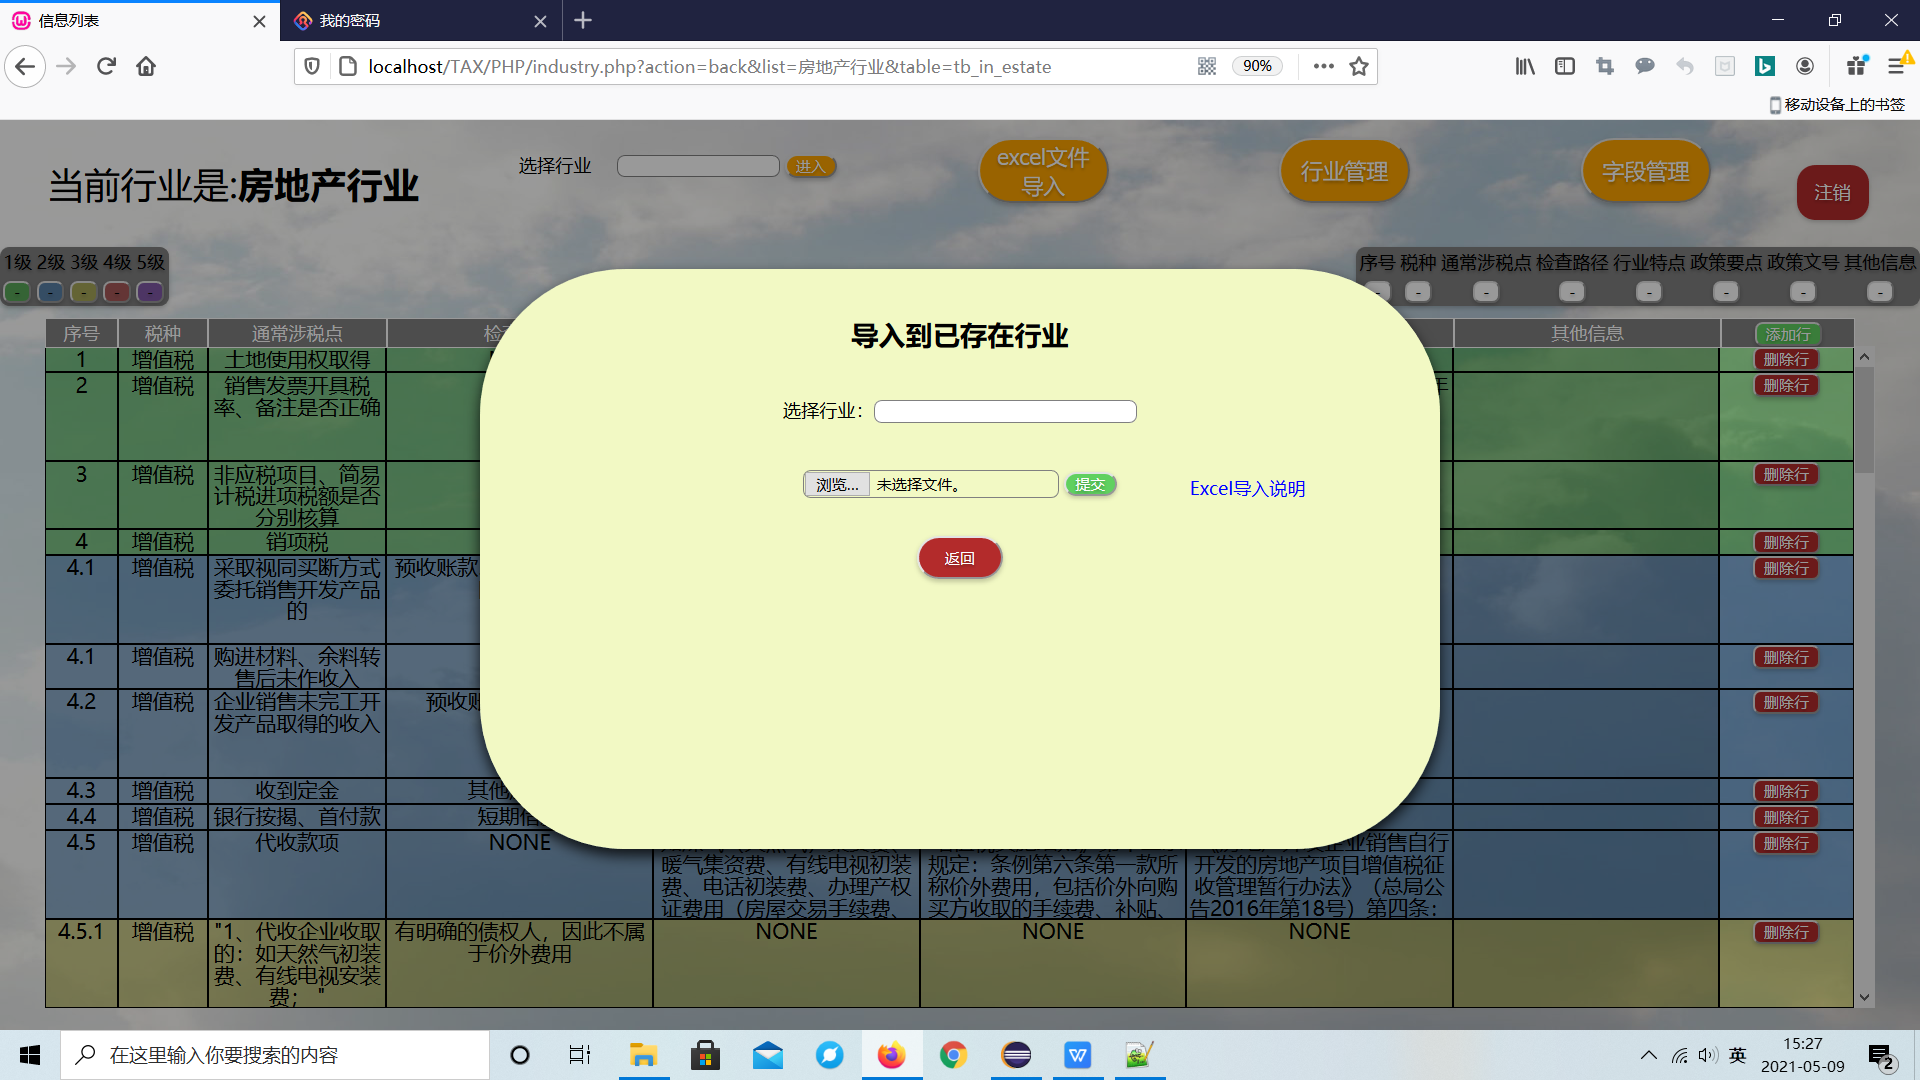 信息列表
我的密码
localhost/TAX/PHP/industry.php?action=back&list=房地产行业&table=tb_in_estate
90%
移动设备上的书签
当前行业是:房地产行业
选择行业
进入
excel文件
导入
行业管理
字段管理
注销
1级 2级 3级 4级 5级
- - - - -
序号 税种 通常涉税点 检查路径 行业特点 政策要点 政策文号 其他信息
- - - - - - - -
序号 税种 通常涉税点 其他信息 添加行
导入到已存在行业
选择行业：
浏览... 未选择文件。 提交
Excel导入说明
返回
1 增值税 土地使用权取得 删除行
2 增值税 销售发票开具税
率、备注是否正确
删除行
3 增值税 非应税项目、简易
计税进项税额是否
分别核算
删除行
4 增值税 销项税 删除行
4.1 增值税 采取视同买断方式
委托销售开发产品
的
预收账款
删除行
4.1 增值税 购进材料、余料转
售后未作收入
删除行
4.2 增值税 企业销售未完工开
发产品取得的收入
删除行
4.3 增值税 收到定金 删除行
4.4 增值税 银行按揭、首付款 短期借 删除行
4.5 增值税 代收款项 NONE
暖气集资费、有线电视初装
费、电话初装费、办理产权
证费用（房屋交易手续费、
规定：条例第六条第一款所
称价外费用，包括价外向购
买方收取的手续费、补贴、
企业销售自行
开发的房地产项目增值税征
收管理暂行办法》（总局公
告2016年第18号）第四条：
删除行
4.5.1 增值税 "1、代收企业收取
的：如天然气初装
费、有线电视安装
费； "
有明确的债权人，因此不属
于价外费用
NONE NONE NONE 删除行
在这里输入你要搜索的内容
英
15:27
2021-05-09
2